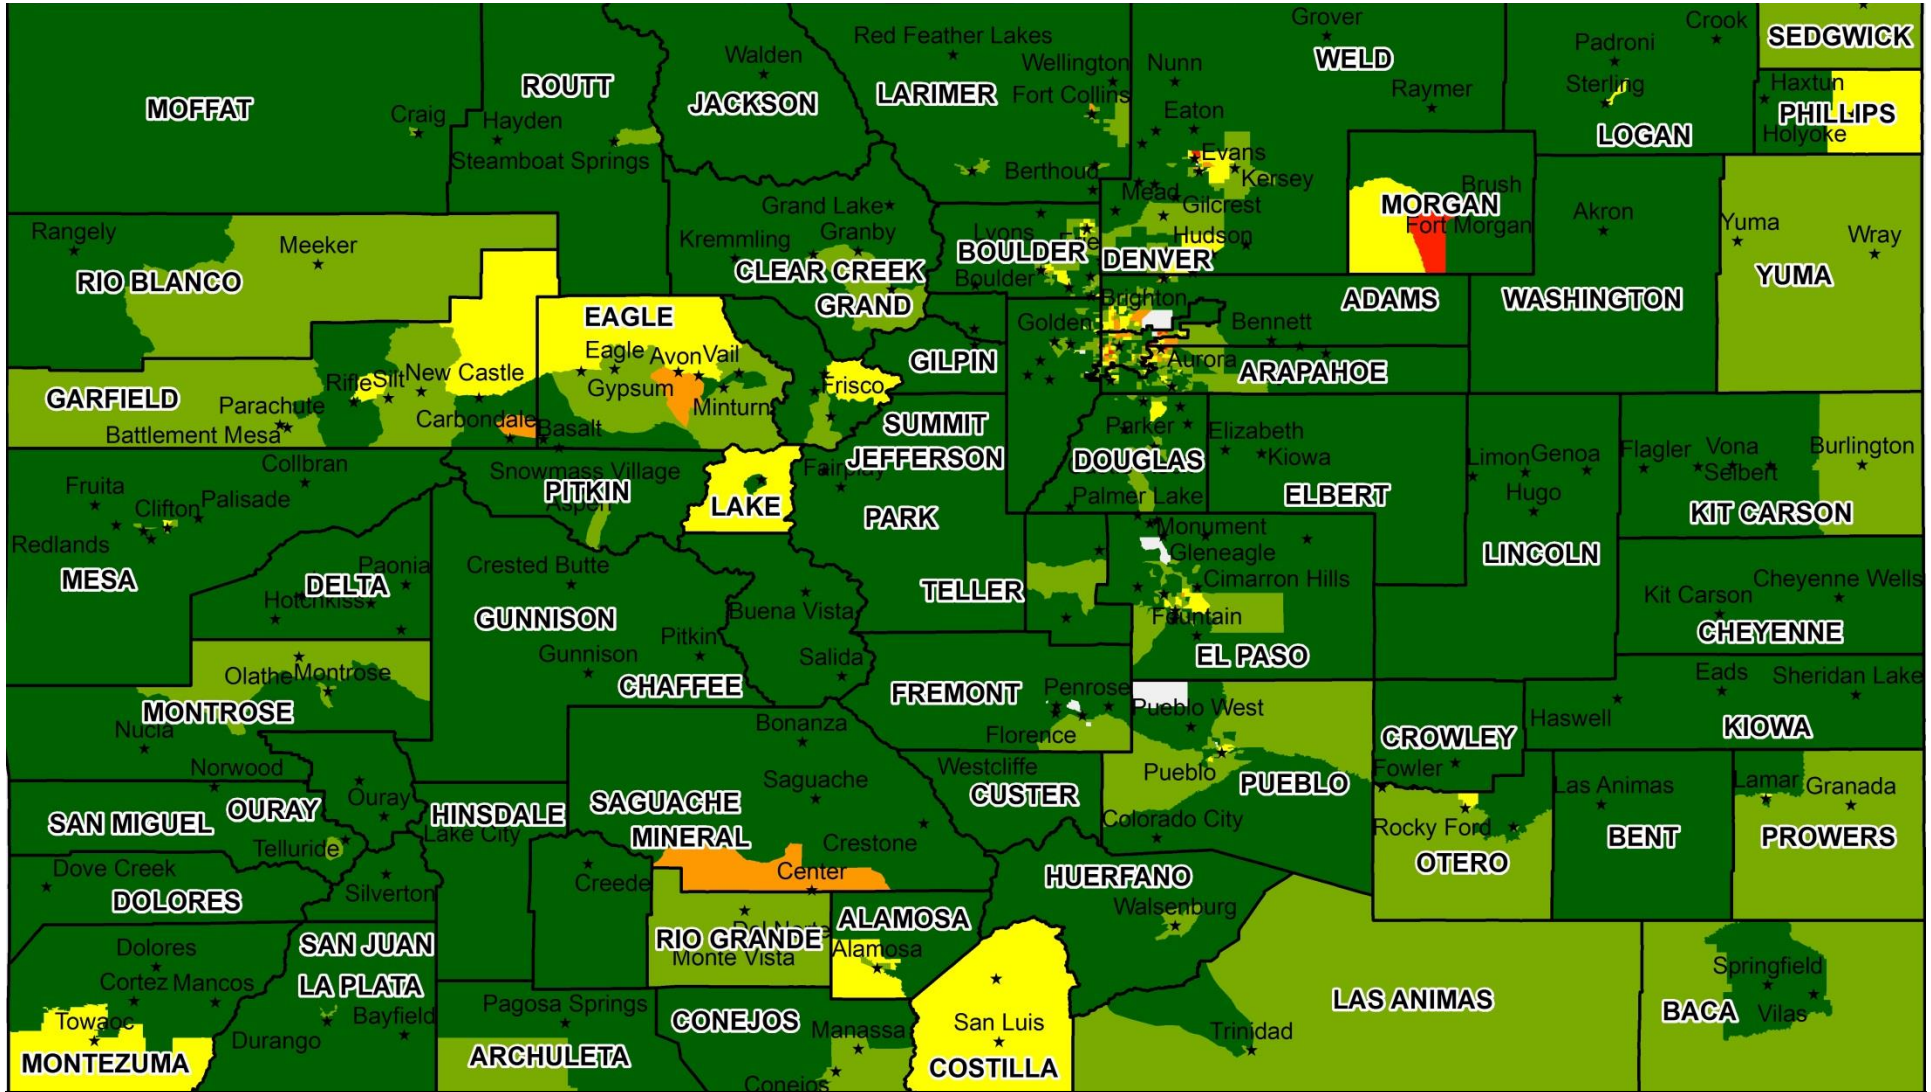 Grover
Crook
SEDGWICK
Red Feather Lakes
Padroni
Walden
WELD
Wellington
Nunn
ROUTT
Sterling
Haxtun
JACKSON
LARIMER
Fort Collins
Raymer
MOFFAT
Craig
Hayden
Eaton
PHILLIPS
LOGAN
Holyoke
Steamboat Springs
Berthoud
Evans
Kersey
Mead
Brush
MORGAN
Grand Lake
Gilcrest
Fort Morgan
Akron
Yuma
Wray
Rangely
Meeker
Kremmling
Granby
Lyons
BOULDER
Hudson
DENVER
RIO BLANCO
CLEAR CREEK
Boulder
YUMA
GRAND
Brighton
ADAMS
WASHINGTON
EAGLE
Golden
Bennett
Eagle
Avon
Vail
GILPIN
Aurora
ARAPAHOE
Rifle
Silt
New Castle
Gypsum
Frisco
GARFIELD
Parachute
Minturn
Carbondale
Basalt
SUMMIT
Parker
Elizabeth
Battlement Mesa
JEFFERSON
DOUGLAS
Kiowa
Limon
Genoa
Flagler
Vona
Burlington
Collbran
Snowmass Village
Fairplay
Seibert
Fruita
PITKIN
Palmer Lake
ELBERT
Hugo
Clifton
Palisade
Aspen
LAKE
PARK
KIT CARSON
Redlands
Monument
Gleneagle
LINCOLN
MESA
DELTA
Paonia
Crested Butte
TELLER
Cimarron Hills
Cheyenne Wells
Hotchkiss
GUNNISON
Buena Vista
Fountain
Kit Carson
CHEYENNE
Pitkin
Gunnison
Salida
EL PASO
Olathe
Montrose
CHAFFEE
FREMONT
Penrose
Eads
Sheridan Lake
MONTROSE
Pueblo West
Haswell
KIOWA
Nucla
Bonanza
Florence
CROWLEY
Norwood
Westcliffe
Pueblo
Fowler
Saguache
PUEBLO
Las Animas
Lamar
Granada
Ouray
SAGUACHE
CUSTER
OURAY
HINSDALE
SAN MIGUEL
Lake City
MINERAL
Colorado City
Rocky Ford
BENT
PROWERS
Telluride
Crestone
OTERO
Dove Creek
Center
HUERFANO
Creede
Silverton
DOLORES
Walsenburg
ALAMOSA
Del Norte
Dolores
SAN JUAN
RIO GRANDE
Alamosa
Monte Vista
Springfield
Cortez
Mancos
LA PLATA
Pagosa Springs
LAS ANIMAS
BACA
Vilas
Towaoc
Bayfield
CONEJOS
Manassa
San Luis
Trinidad
Durango
MONTEZUMA
ARCHULETA
COSTILLA
Conejos